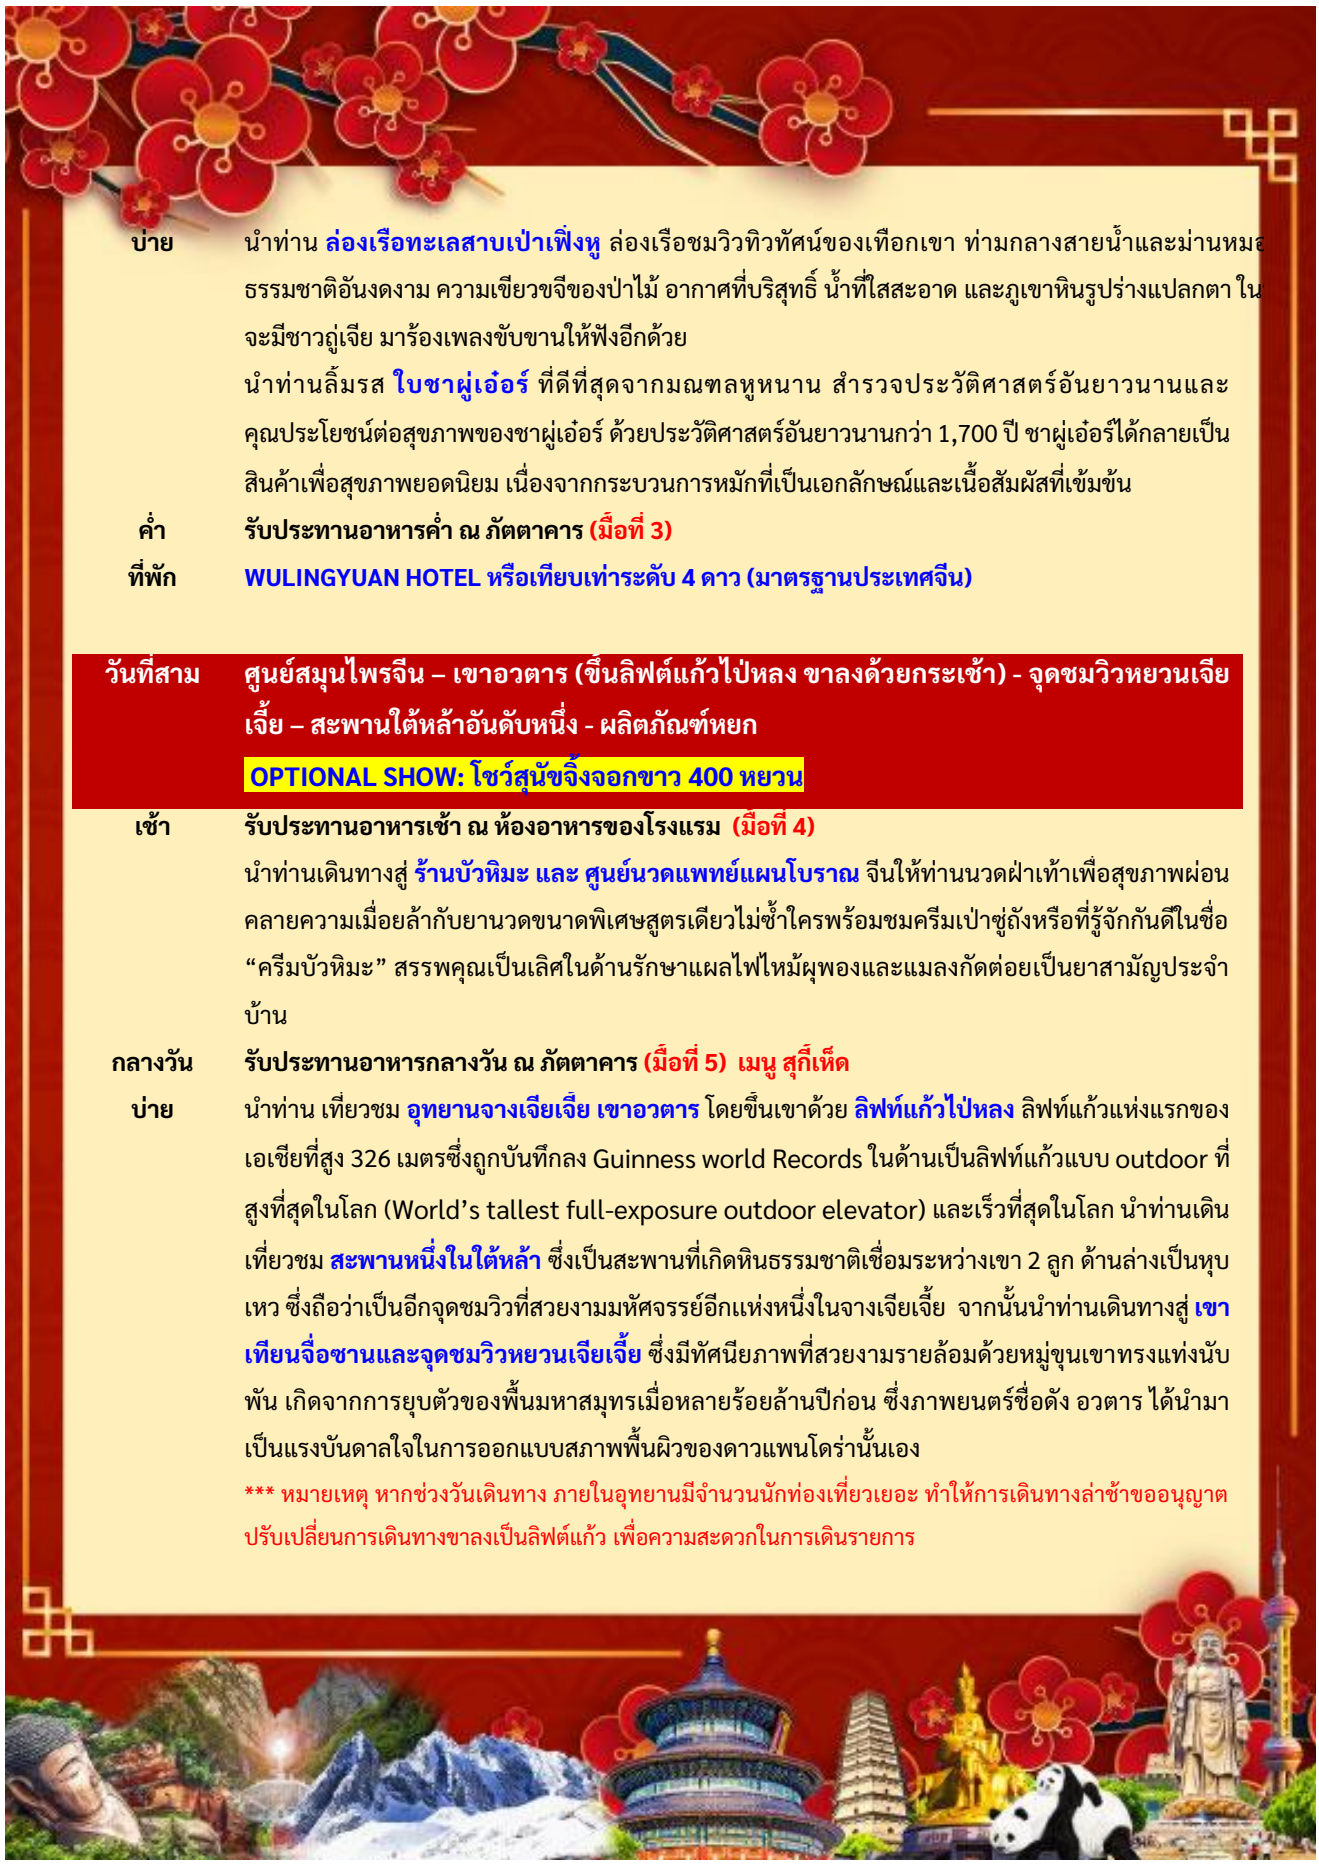 บ่าย นำท่าน ล่องเรือทะเลสาบเป่าเฟิ่งหู ล่องเรือชมวิวทิวทัศน์ของเทือกเขา ท่ามกลางสายน้ำและม่านหมอ
ธรรมชาติอันงดงาม ความเขียวขจีของป่าไม้ อากาศที่บริสุทธิ์ น้ำที่ใสสะอาด และภูเขาหินรูปร่างแปลกตา ใน
จะมีชาวถู่เจีย มาร้องเพลงขับขานให้ฟังอีกด้วย
นำท่านลิ้มรส ใบชาผู่เอ๋อร์ ที่ดีที่สุดจากมณฑลหูหนาน สำรวจประวัติศาสตร์อันยาวนานและ
คุณประโยชน์ต่อสุขภาพของชาผู่เอ๋อร์ ด้วยประวัติศาสตร์อันยาวนานกว่า 1,700 ปี ชาผู่เอ๋อร์ได้กลายเป็น
สินค้าเพื่อสุขภาพยอดนิยม เนื่องจากกระบวนการหมักที่เป็นเอกลักษณ์และเนื้อสัมผัสที่เข้มข้น
ค่ำ รับประทานอาหารค่ำ ณ ภัตตาคาร (มื้อที่ 3)
ที่พัก WULINGYUAN HOTEL หรือเทียบเท่าระดับ 4 ดาว (มาตรฐานประเทศจีน)
วันที่สาม ศูนย์สมุนไพรจีน – เขาอวตาร (ขึ้นลิฟต์แก้วไป่หลง ขาลงด้วยกระเช้า) - จุดชมวิวหยวนเจีย
เจี้ย – สะพานใต้หล้าอันดับหนึ่ง - ผลิตภัณฑ์หยก
OPTIONAL SHOW: โชว์สุนัขจิ้งจอกขาว 400 หยวน
เช้า รับประทานอาหารเช้า ณ ห้องอาหารของโรงแรม (มื้อที่ 4)
นำท่านเดินทางสู่ ร้านบัวหิมะ และ ศูนย์นวดแพทย์แผนโบราณ จีนให้ท่านนวดฝ่าเท้าเพื่อสุขภาพผ่อน
คลายความเมื่อยล้ากับยานวดขนาดพิเศษสูตรเดียวไม่ซ้ำใครพร้อมชมครีมเป่าซู่ถังหรือที่รู้จักกันดีในชื่อ
“ครีมบัวหิมะ” สรรพคุณเป็นเลิศในด้านรักษาแผลไฟไหม้ผุพองและแมลงกัดต่อยเป็นยาสามัญประจำ
บ้าน
กลางวัน รับประทานอาหารกลางวัน ณ ภัตตาคาร (มื้อที่ 5) เมนู สุกี้เห็ด
บ่าย นำท่าน เที่ยวชม อุทยานจางเจียเจี้ย เขาอวตาร โดยขึ้นเขาด้วย ลิฟท์แก้วไป่หลง ลิฟท์แก้วแห่งแรกของ
เอเชียที่สูง 326 เมตรซึ่งถูกบันทึกลง Guinness world Records ในด้านเป็นลิฟท์แก้วแบบ outdoor ที่
สูงที่สุดในโลก (World’s tallest full-exposure outdoor elevator) และเร็วที่สุดในโลก นำท่านเดิน
เที่ยวชม สะพานหนึ่งในใต้หล้า ซึ่งเป็นสะพานที่เกิดหินธรรมชาติเชื่อมระหว่างเขา 2 ลูก ด้านล่างเป็นหุบ
เหว ซึ่งถือว่าเป็นอีกจุดชมวิวที่สวยงามมหัศจรรย์อีกแห่งหนึ่งในจางเจียเจี้ย จากนั้นนำท่านเดินทางสู่ เขา
เทียนจื่อซานและจุดชมวิวหยวนเจียเจี้ย ซึ่งมีทัศนียภาพที่สวยงามรายล้อมด้วยหมู่ขุนเขาทรงแท่งนับ
พัน เกิดจากการยุบตัวของพื้นมหาสมุทรเมื่อหลายร้อยล้านปีก่อน ซึ่งภาพยนตร์ชื่อดัง อวตาร ได้นำมา
เป็นแรงบันดาลใจในการออกแบบสภาพพื้นผิวของดาวแพนโดร่านั้นเอง
*** หมายเหตุ หากช่วงวันเดินทาง ภายในอุทยานมีจำนวนนักท่องเที่ยวเยอะ ทำให้การเดินทางล่าช้าขออนุญาต
ปรับเปลี่ยนการเดินทางขาลงเป็นลิฟต์แก้ว เพื่อความสะดวกในการเดินรายการ